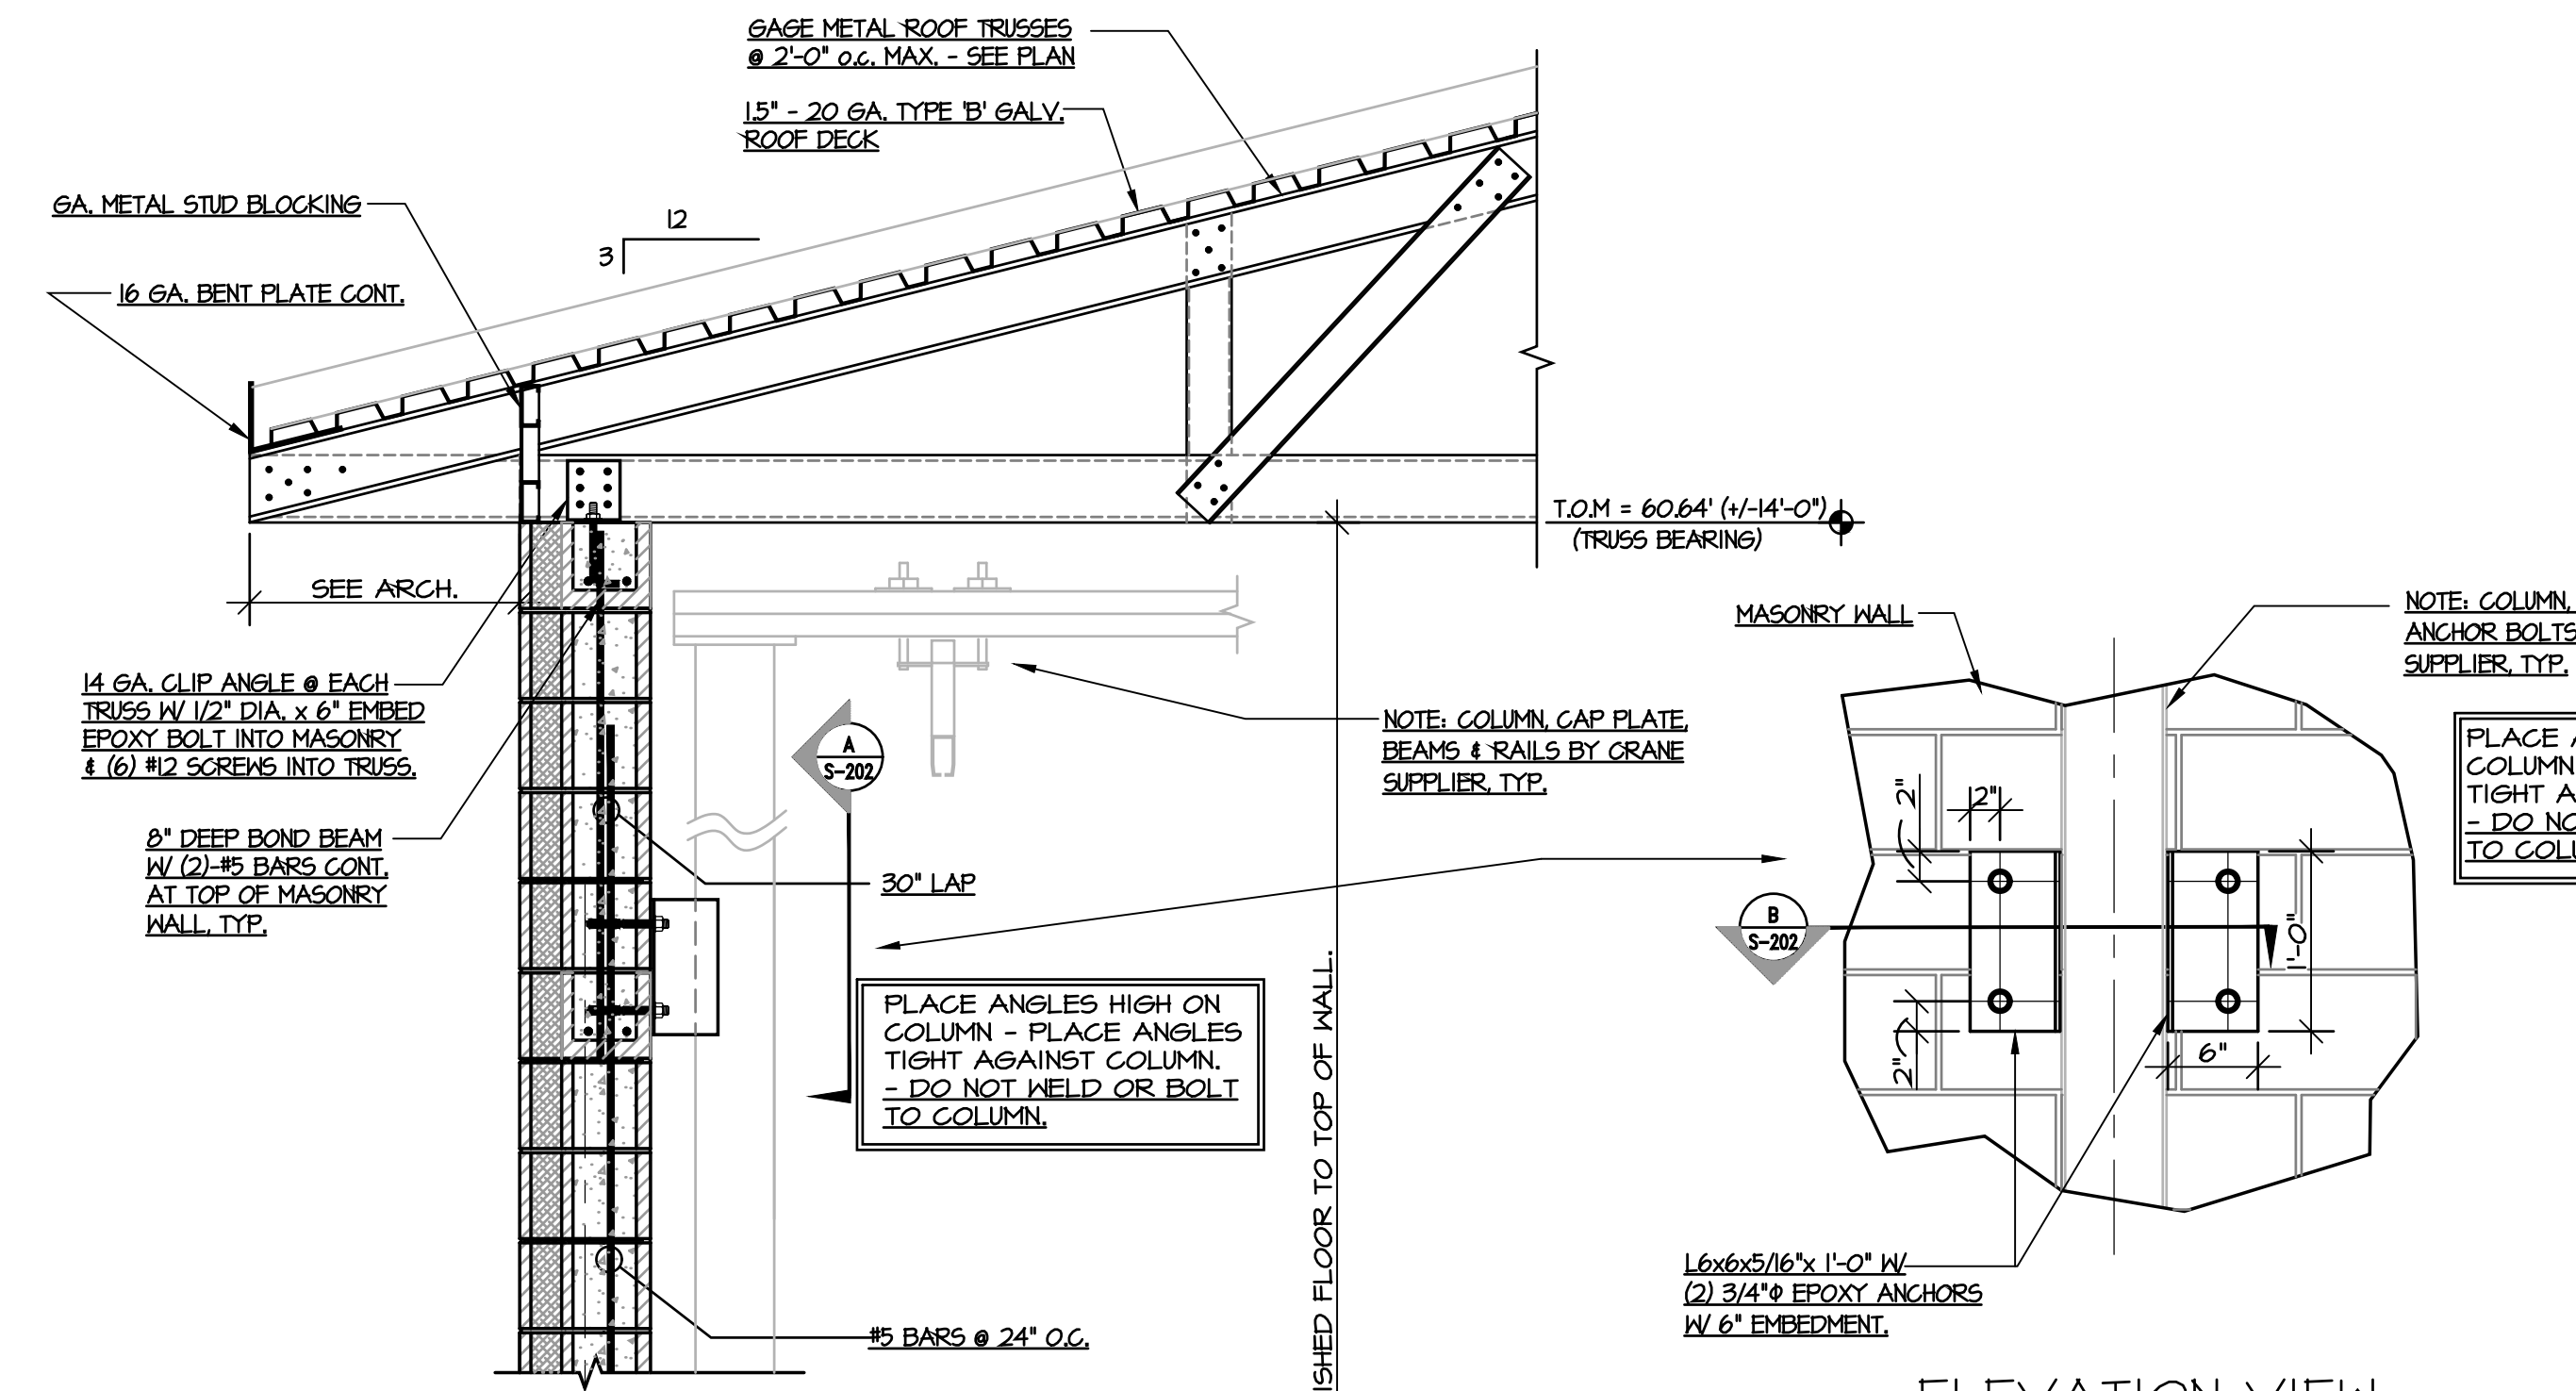 GAGE METAL ROOF TRUSSES
@ 2'-0" o.c. MAX. - SEE PLAN
1.5" - 20 GA. TYPE 'B' GALV.
ROOF DECK
GA. METAL STUD BLOCKING
16 GA. BENT PLATE CONT.
12
3
T.O.M = 60.64' (+/-14'-0")
(TRUSS BEARING)
SEE ARCH.
14 GA. CLIP ANGLE @ EACH
TRUSS W/ 1/2" DIA. x 6" EMBED
EPOXY BOLT INTO MASONRY
& (6) #12 SCREWS INTO TRUSS.
8" DEEP BOND BEAM
W/ (2)-#5 BARS CONT.
AT TOP OF MASONRY
WALL, TYP.
A
S-202
30" LAP
NOTE: COLUMN, CAP PLATE,
BEAMS & RAILS BY CRANE
SUPPLIER, TYP.
PLACE ANGLES HIGH ON
COLUMN - PLACE ANGLES
TIGHT AGAINST COLUMN.
- DO NOT WELD OR BOLT
TO COLUMN.
#5 BARS @ 24" O.C.
ISHED FLOOR TO TOP OF WALL.
MASONRY WALL
NOTE: COLUMN,
ANCHOR BOLTS
SUPPLIER, TYP.
PLACE A
COLUMN
TIGHT A
- DO NO
TO COLU
2"
2"
B
S-202
1'-0"
2"
6"
L6x6x5/16"x 1'-0" W/
(2) 3/4"Φ EPOXY ANCHORS
W/ 6" EMBEDMENT.
ELEVATION VIEW